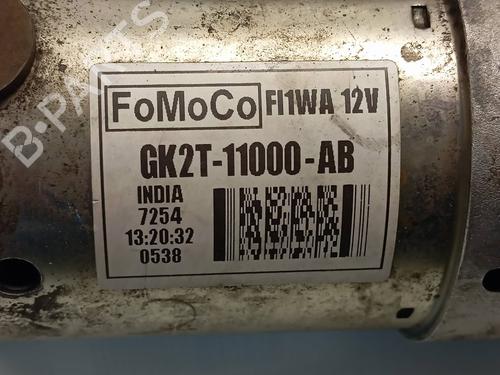 B-PARTS
FoMoCo FI1WA 12V
GK2T-11000-AB
INDIA
7254
13:20:32
0538